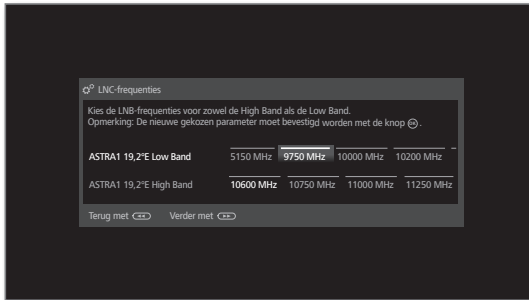 LNC-frequenties
Kies de LNB-frequenties voor zowel de High Band als de Low Band.
Opmerking: De nieuwe gekozen parameter moet bevestigd worden met de knop OK.
ASTRA1 19,2°E Low Band 5150 MHz 9750 MHz 10000 MHz 10200 MHz
ASTRA1 19,2°E High Band 10600 MHz 10750 MHz 11000 MHz 11250 MHz
Terug met Verder met